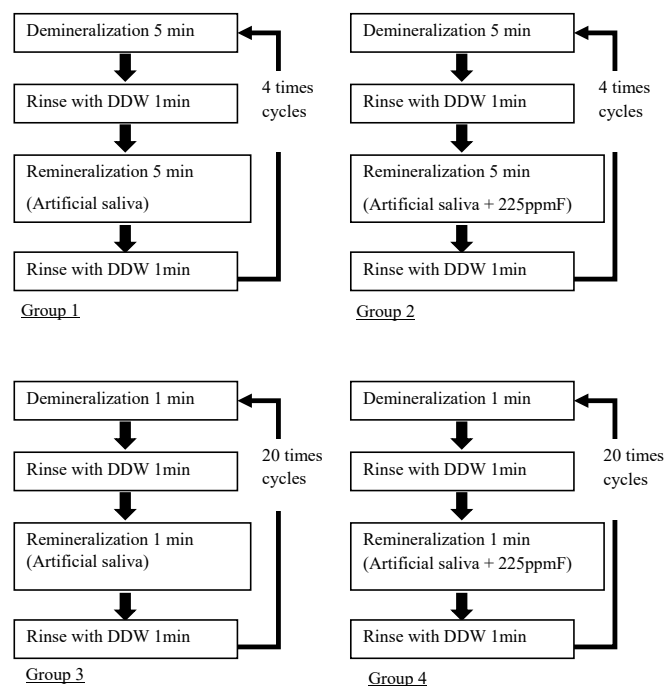 Demineralization 5 min
Rinse with DDW 1min
Remineralization 5 min
(Artificial saliva)
Rinse with DDW 1min
4 times
cycles
Group 1
Demineralization 5 min
Rinse with DDW 1min
Remineralization 5 min
(Artificial saliva + 225ppmF)
Rinse with DDW 1min
4 times
cycles
Group 2
Demineralization 1 min
Rinse with DDW 1min
Remineralization 1 min
(Artificial saliva)
Rinse with DDW 1min
20 times
cycles
Group 3
Demineralization 1 min
Rinse with DDW 1min
Remineralization 1 min
(Artificial saliva + 225ppmF)
Rinse with DDW 1min
20 times
cycles
Group 4